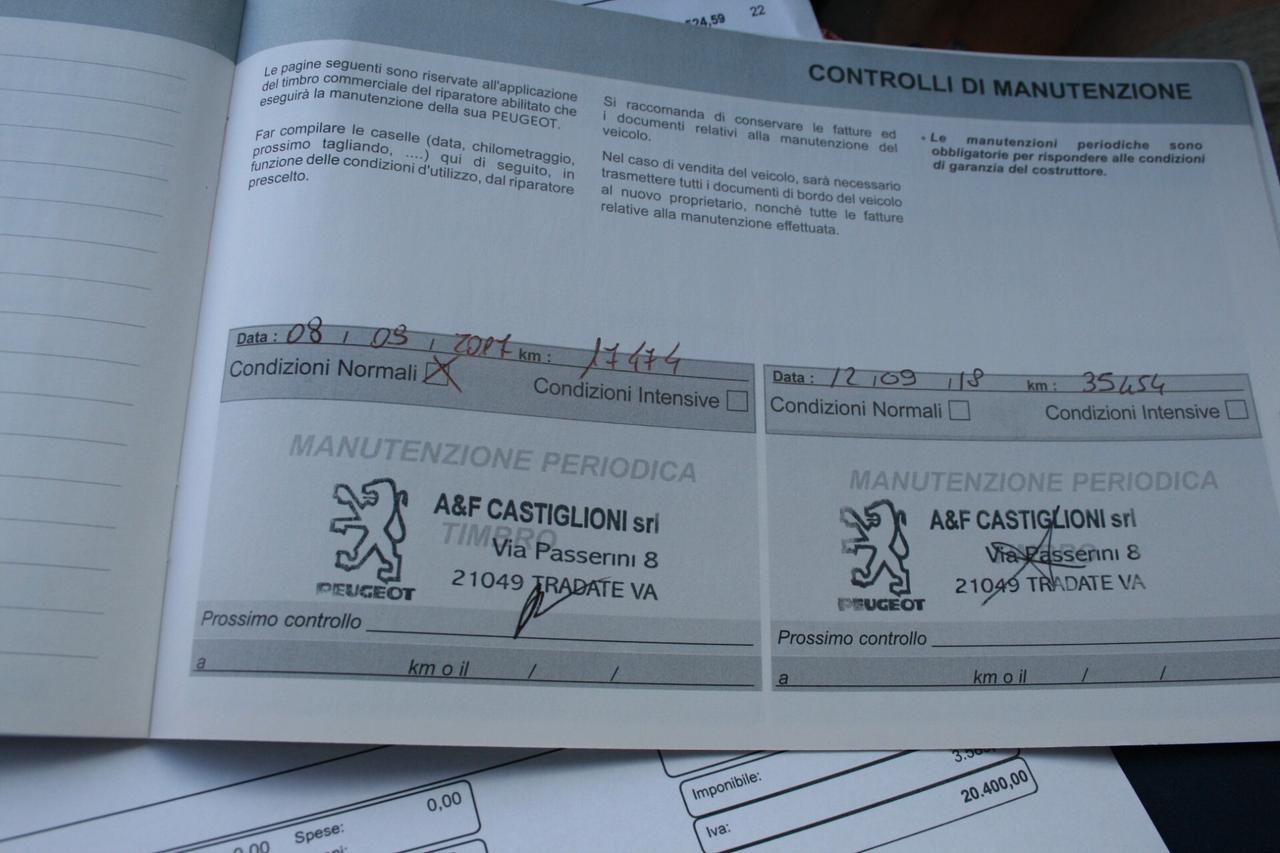 524,59 22
CONTROLLI DI MANUTENZIONE
Le pagine seguenti sono riservate all'applicazione
del timbro commerciale del riparatore abilitato che
eseguirà la manutenzione della sua PEUGEOT.
Far compilare le caselle (data, chilometraggio,
prossimo tagliando, ....) qui di seguito, in
funzione delle condizioni d'utilizzo, dal riparatore
prescelto.
Si raccomanda di conservare le fatture ed
i documenti relativi alla manutenzione del
veicolo.
Nel caso di vendita del veicolo, sarà necessario
trasmettere tutti i documenti di bordo del veicolo
al nuovo proprietario, nonchè tutte le fatture
relative alla manutenzione effettuata.
• Le manutenzioni periodiche sono
obbligatorie per rispondere alle condizioni
di garanzia del costruttore.
Data : 08 / 09 / 2017 km : 17474
Condizioni Normali
Condizioni Intensive
MANUTENZIONE PERIODICA
A&F CASTIGLIONI srl
TIMBRO
Via Passerini 8
21049 TRADATE VA
PEUGEOT
Prossimo controllo
a km o il / /
Data : 12 / 09 / 18 km : 35454
Condizioni Normali
Condizioni Intensive
MANUTENZIONE PERIODICA
A&F CASTIGLIONI srl
Via Passerini 8
21049 TRADATE VA
PEUGEOT
Prossimo controllo
a km o il / /
0,00
Spese:
0,00
Imponibile:
Iva:
20.400,00